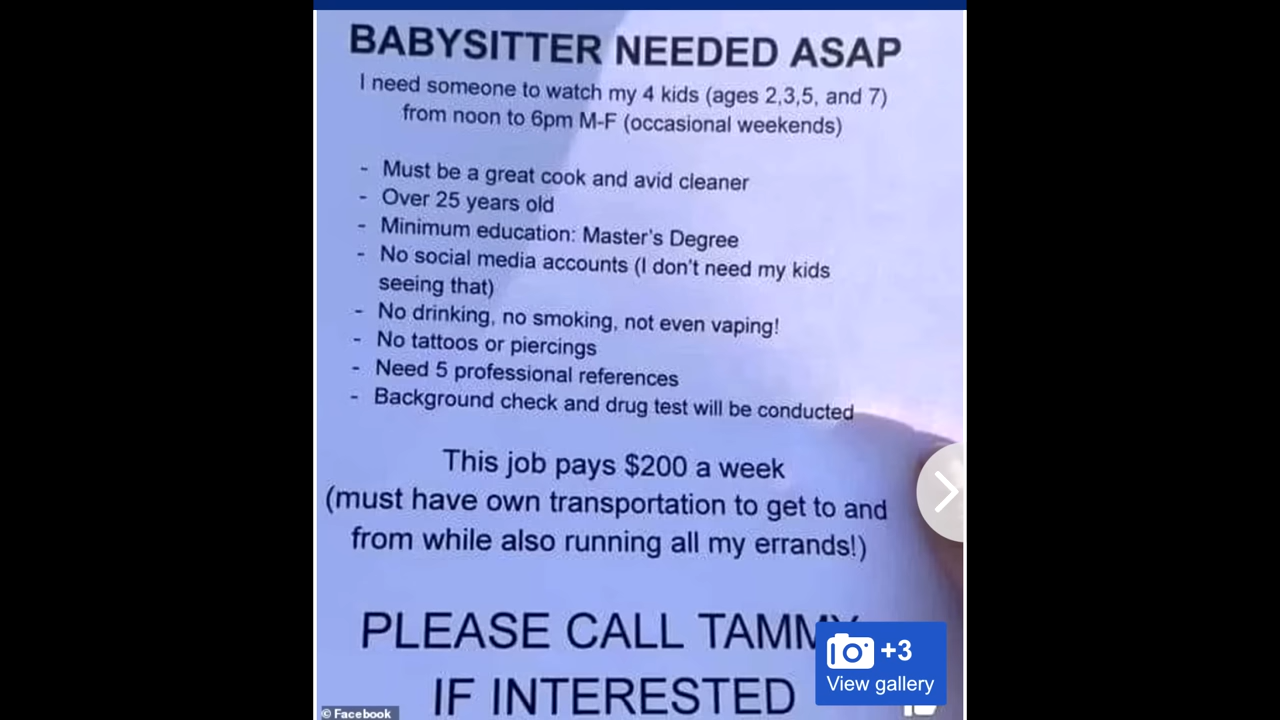 BABYSITTER NEEDED ASAP
I need someone to watch my 4 kids (ages 2,3,5, and 7)
from noon to 6pm M-F (occasional weekends)
- Must be a great cook and avid cleaner
- Over 25 years old
- Minimum education: Master's Degree
- No social media accounts (I don't need my kids
seeing that)
- No drinking, no smoking, not even vaping!
- No tattoos or piercings
- Need 5 professional references
- Background check and drug test will be conducted
This job pays $200 a week
(must have own transportation to get to and
from while also running all my errands!)
PLEASE CALL TAMMY
IF INTERESTED
+3
View gallery
© Facebook